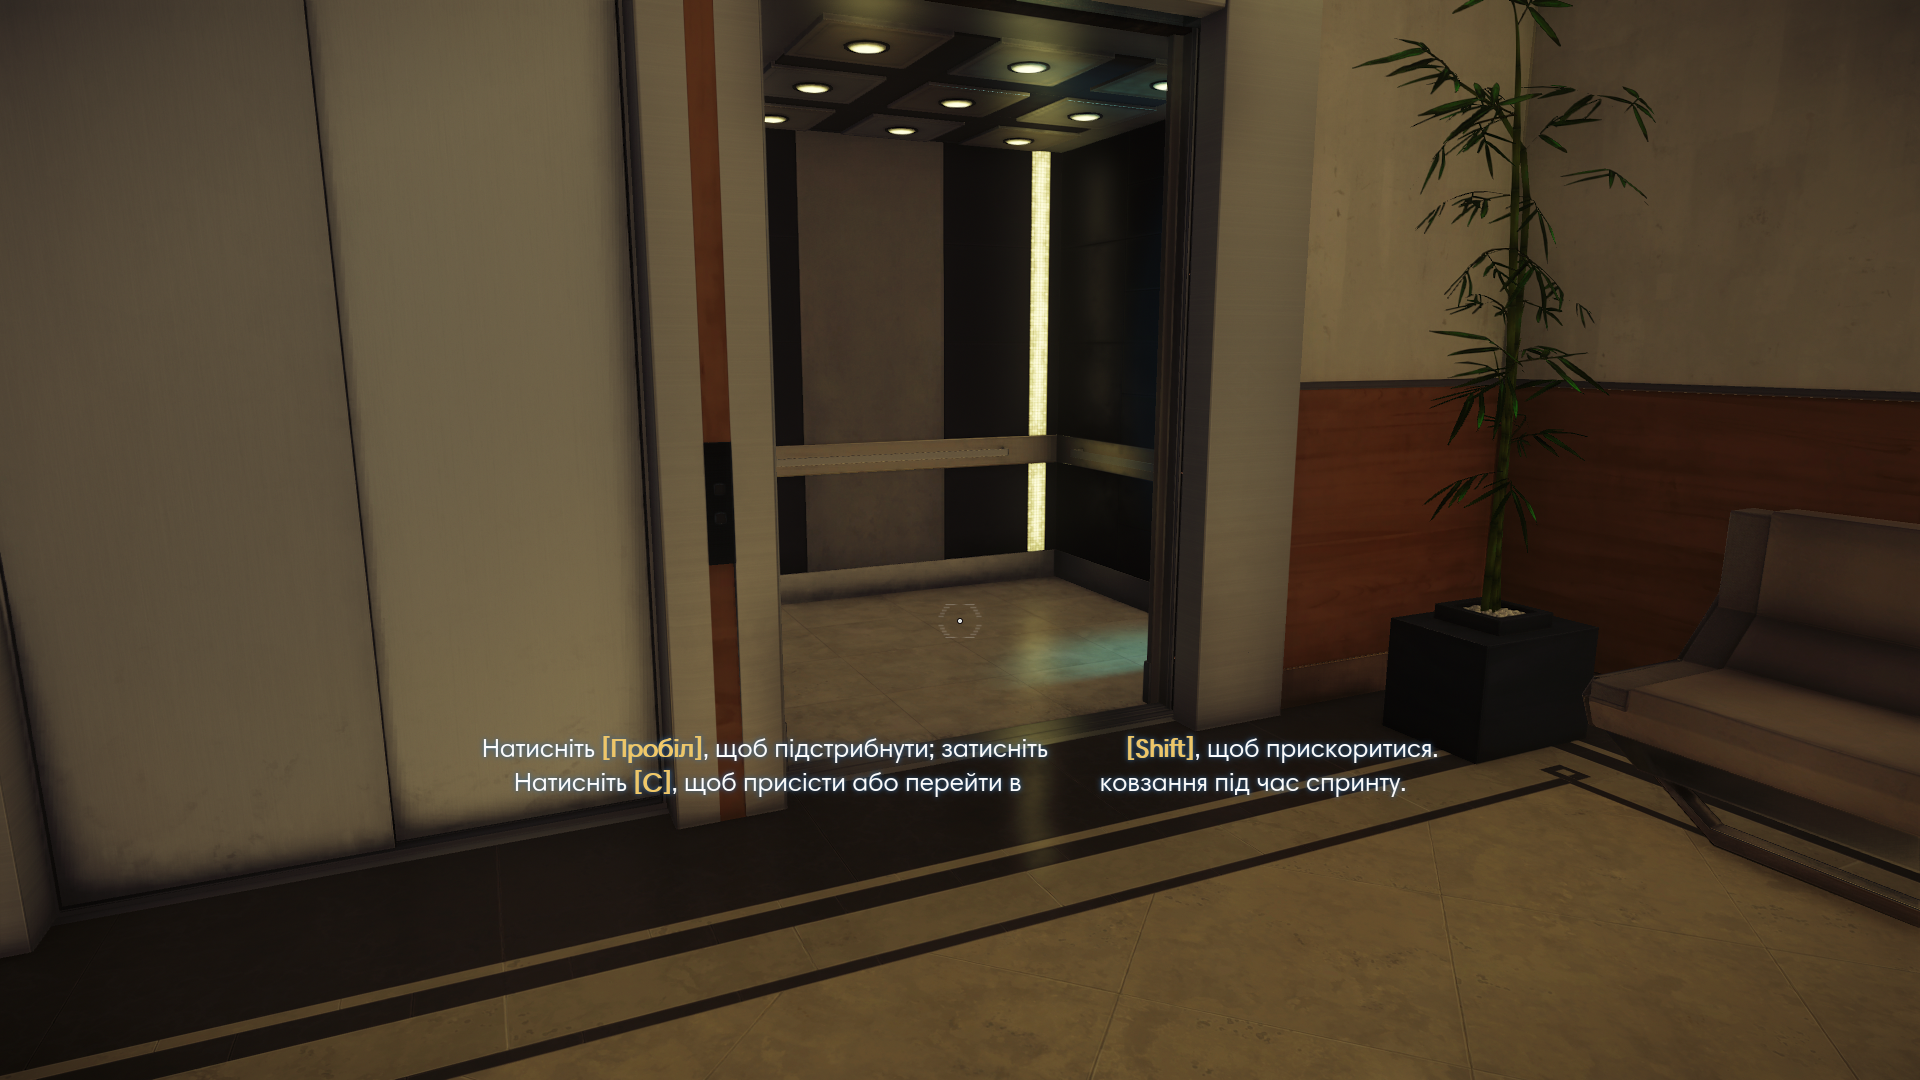 Натисніть [Пробіл], щоб підстрибнути; затисніть [Shift], щоб прискоритися.
Натисніть [C], щоб присісти або перейти в ковзання під час спринту.